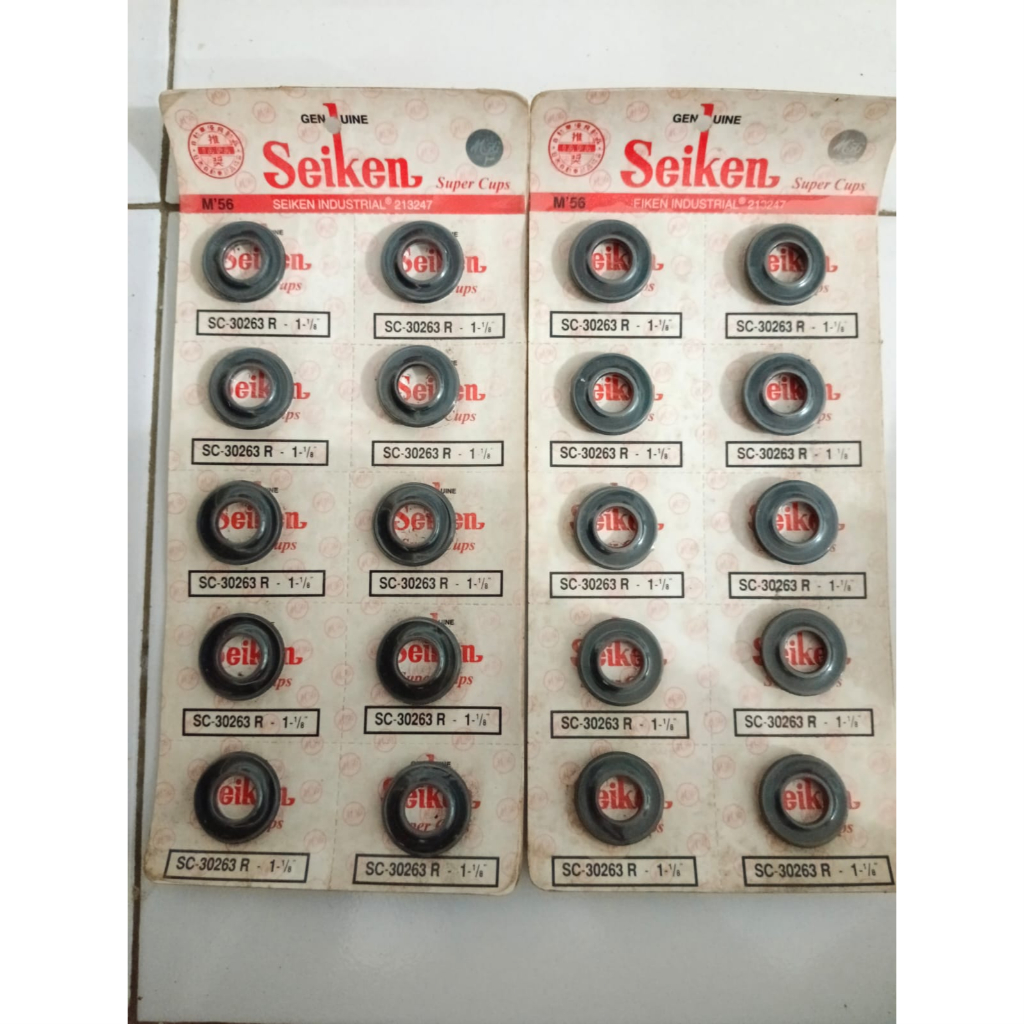 GENUINE
Seiken
Super Cups
M'56
SEIKEN INDUSTRIAL® 213247
SC-30263 R - 1-⅛"
SC-30263 R - 1-⅛"
SC-30263 R - 1-⅛"
SC-30263 R - 1-⅛"
SC-30263 R - 1-⅛"
SC-30263 R - 1-⅛"
SC-30263 R - 1-⅛"
SC-30263 R - 1-⅛"
SC-30263 R - 1-⅛"
SC-30263 R - 1-⅛"
GENUINE
Seiken
Super Cups
M'56
EIKEN INDUSTRIAL® 213247
SC-30263 R - 1-⅛"
SC-30263 R - 1-⅛"
SC-30263 R - 1-⅛"
SC-30263 R - 1 ⅛"
SC-30263 R - 1-⅛"
SC-30263 R - 1-⅛"
SC-30263 R - 1-⅛"
SC-30263 R - 1-⅛"
SC-30263 R - 1-⅛"
SC-30263 R - 1-⅛"